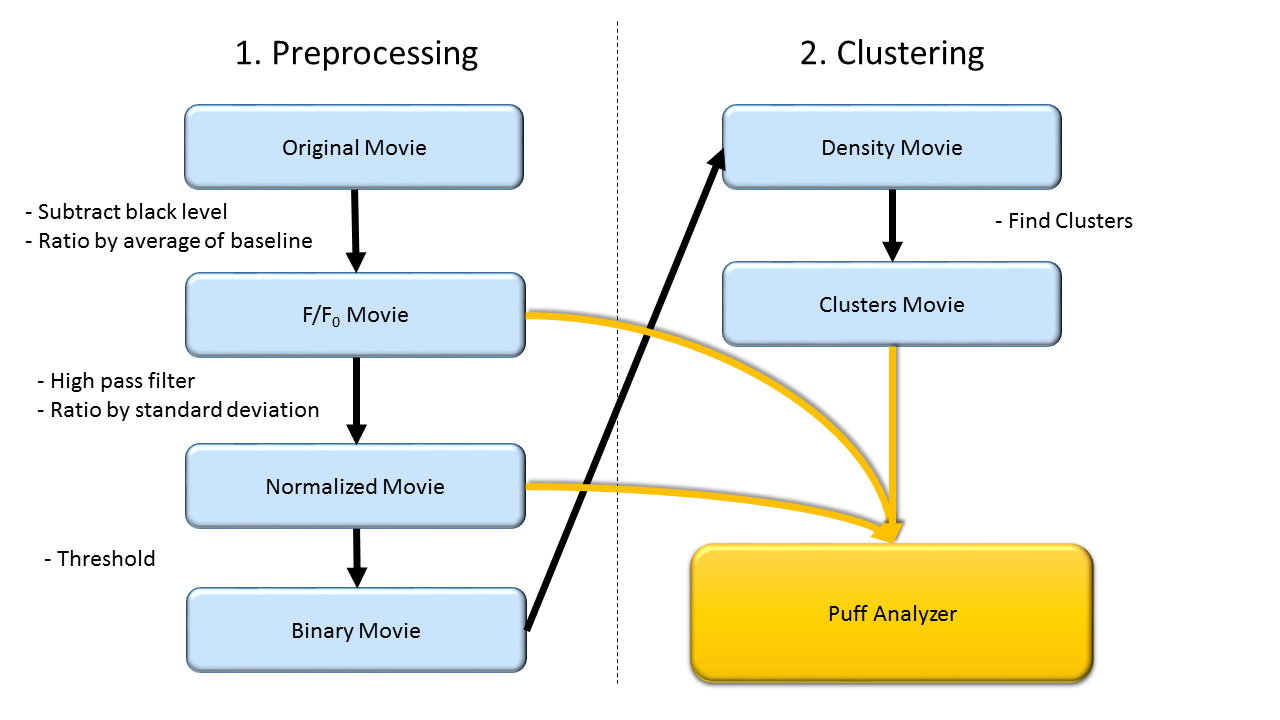 1. Preprocessing
Original Movie
- Subtract black level
- Ratio by average of baseline
F/F₀ Movie
- High pass filter
- Ratio by standard deviation
Normalized Movie
- Threshold
Binary Movie
2. Clustering
Density Movie
- Find Clusters
Clusters Movie
Puff Analyzer